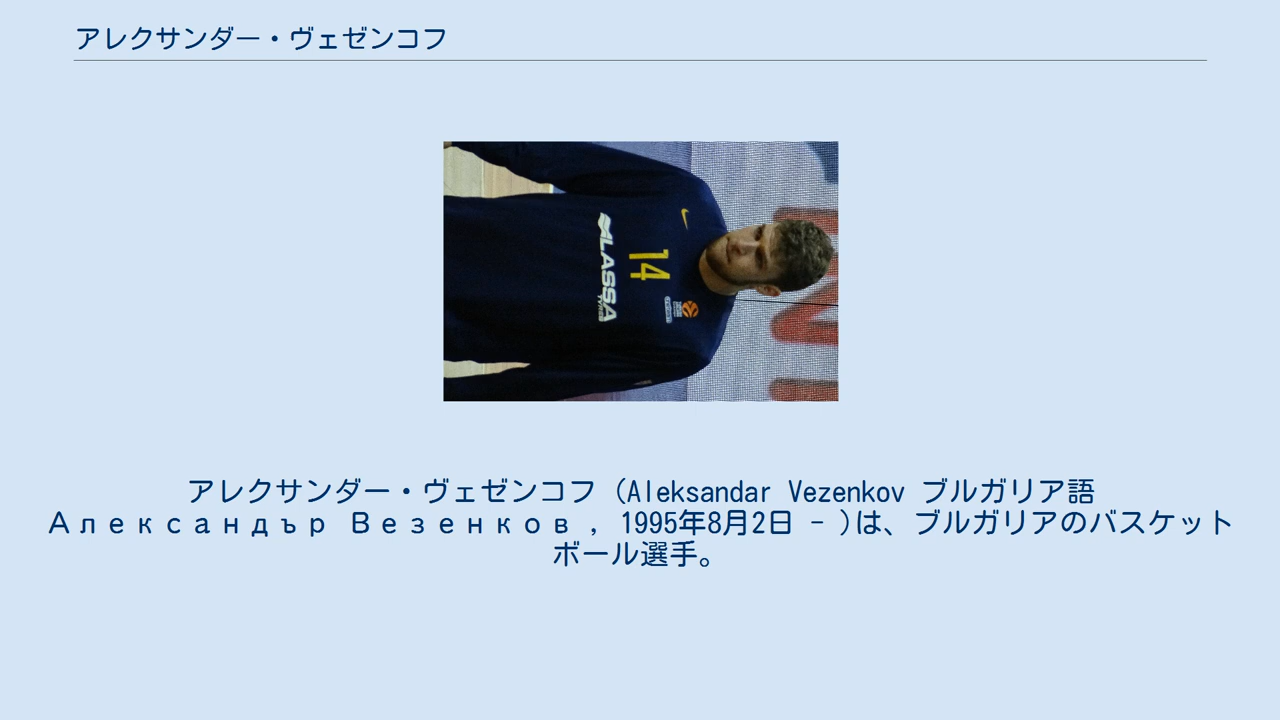 アレクサンダー・ヴェゼンコフ
14
LASSA
アレクサンダー・ヴェゼンコフ (Aleksandar Vezenkov ブルガリア語
Александър Везенков, 1995年8月2日 - )は、ブルガリアのバスケット
ボール選手。